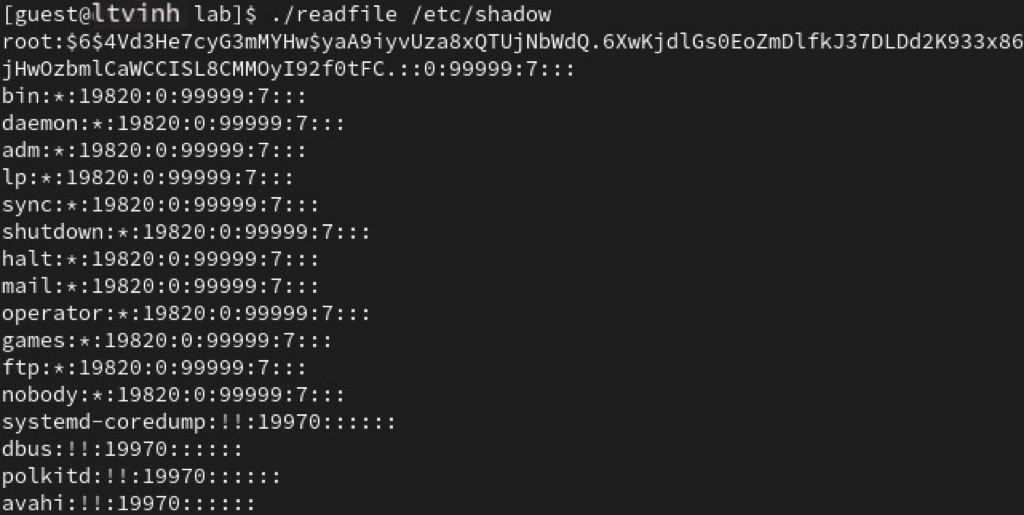 [guest@ltvinh lab]$ ./readfile /etc/shadow
root:$6$4Vd3He7cyG3mMYHw$yaA9iyvUza8xQTUjNbWdQ.6XwKjdlGs0EoZmDlfkJ37DLDd2K933x86
jHwOzbmlCaWCCISL8CMMOyI92f0tFC.::0:99999:7:::
bin:*:19820:0:99999:7:::
daemon:*:19820:0:99999:7:::
adm:*:19820:0:99999:7:::
lp:*:19820:0:99999:7:::
sync:*:19820:0:99999:7:::
shutdown:*:19820:0:99999:7:::
halt:*:19820:0:99999:7:::
mail:*:19820:0:99999:7:::
operator:*:19820:0:99999:7:::
games:*:19820:0:99999:7:::
ftp:*:19820:0:99999:7:::
nobody:*:19820:0:99999:7:::
systemd-coredump:!!:19970::::::
dbus:!!:19970::::::
polkitd:!!:19970::::::
avahi:!!:19970::::::